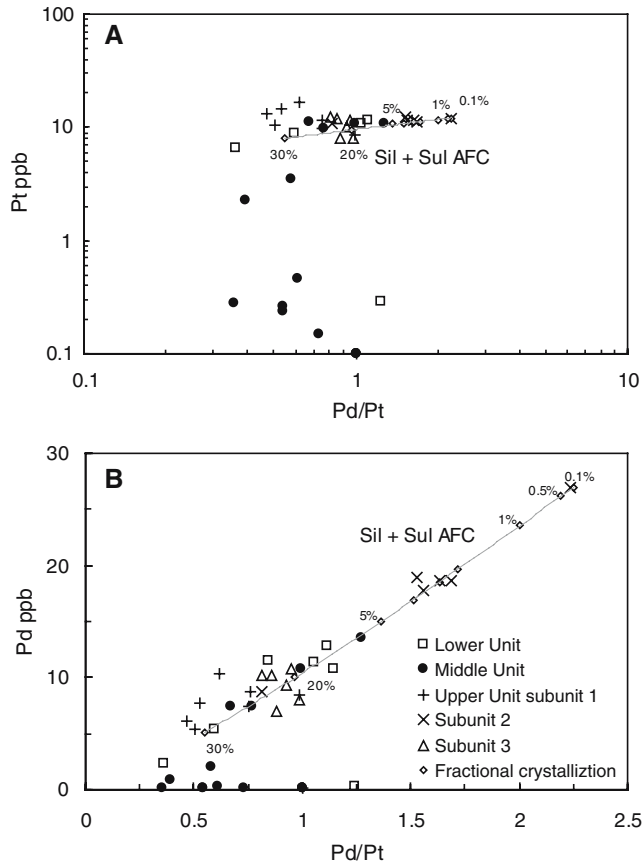 A
100
10
1
0.1
Pt ppb
5%
1%
0.1%
30%
20%
Sil + Sul AFC
0.1
1
10
Pd/Pt
B
30
20
10
0
Pd ppb
0.1%
0.5%
1%
Sil + Sul AFC
5%
20%
30%
Lower Unit
Middle Unit
Upper Unit subunit 1
Subunit 2
Subunit 3
Fractional crystalliztion
0
0.5
1
1.5
2
2.5
Pd/Pt